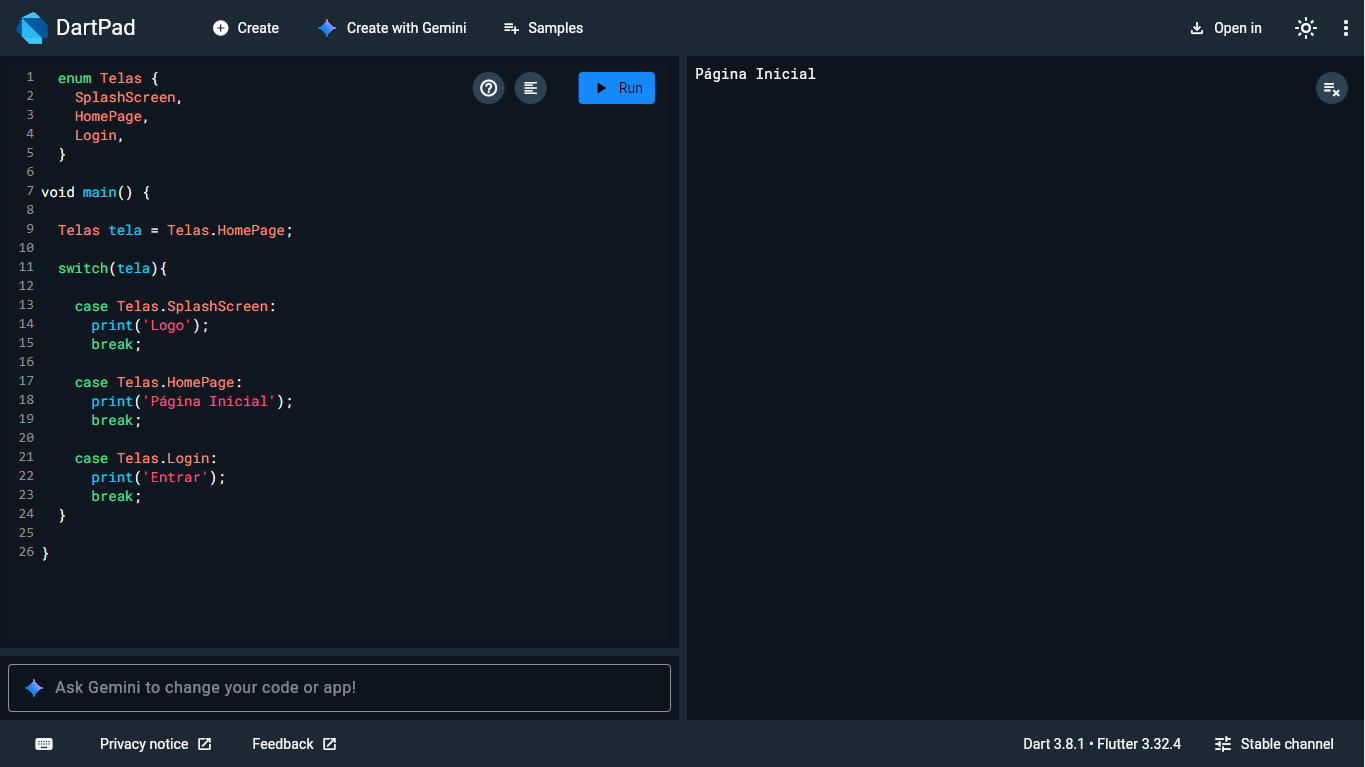 DartPad Create Create with Gemini Samples Open in
1 enum Telas {
2 SplashScreen,
3 HomePage,
4 Login,
5 }
6
7 void main() {
8
9 Telas tela = Telas.HomePage;
10
11 switch(tela){
12
13 case Telas.SplashScreen:
14 print('Logo');
15 break;
16
17 case Telas.HomePage:
18 print('Página Inicial');
19 break;
20
21 case Telas.Login:
22 print('Entrar');
23 break;
24 }
25
26 }
Run
Ask Gemini to change your code or app!
Página Inicial
Privacy notice Feedback Dart 3.8.1 • Flutter 3.32.4 Stable channel